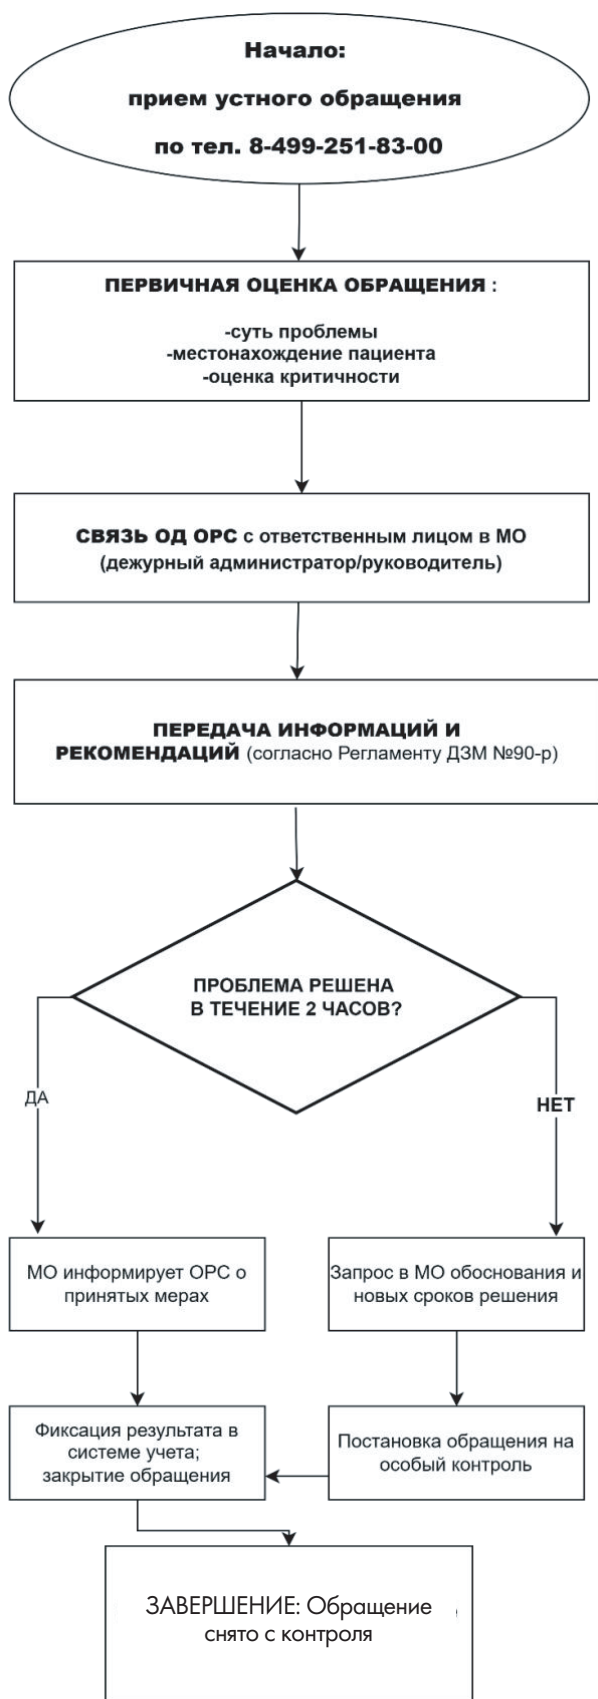 Начало:
прием устного обращения
по тел. 8-499-251-83-00
ПЕРВИЧНАЯ ОЦЕНКА ОБРАЩЕНИЯ :
-суть проблемы
-местонахождение пациента
-оценка критичности
СВЯЗЬ ОД ОРС с ответственным лицом в МО
(дежурный администратор/руководитель)
ПЕРЕДАЧА ИНФОРМАЦИЙ И
РЕКОМЕНДАЦИЙ (согласно Регламенту ДЗМ №90-р)
ПРОБЛЕМА РЕШЕНА
В ТЕЧЕНИЕ 2 ЧАСОВ?
ДА
НЕТ
МО информирует ОРС о
принятых мерах
Запрос в МО обоснования и
новых сроков решения
Фиксация результата в
системе учета;
закрытие обращения
Постановка обращения на
особый контроль
ЗАВЕРШЕНИЕ: Обращение
снято с контроля